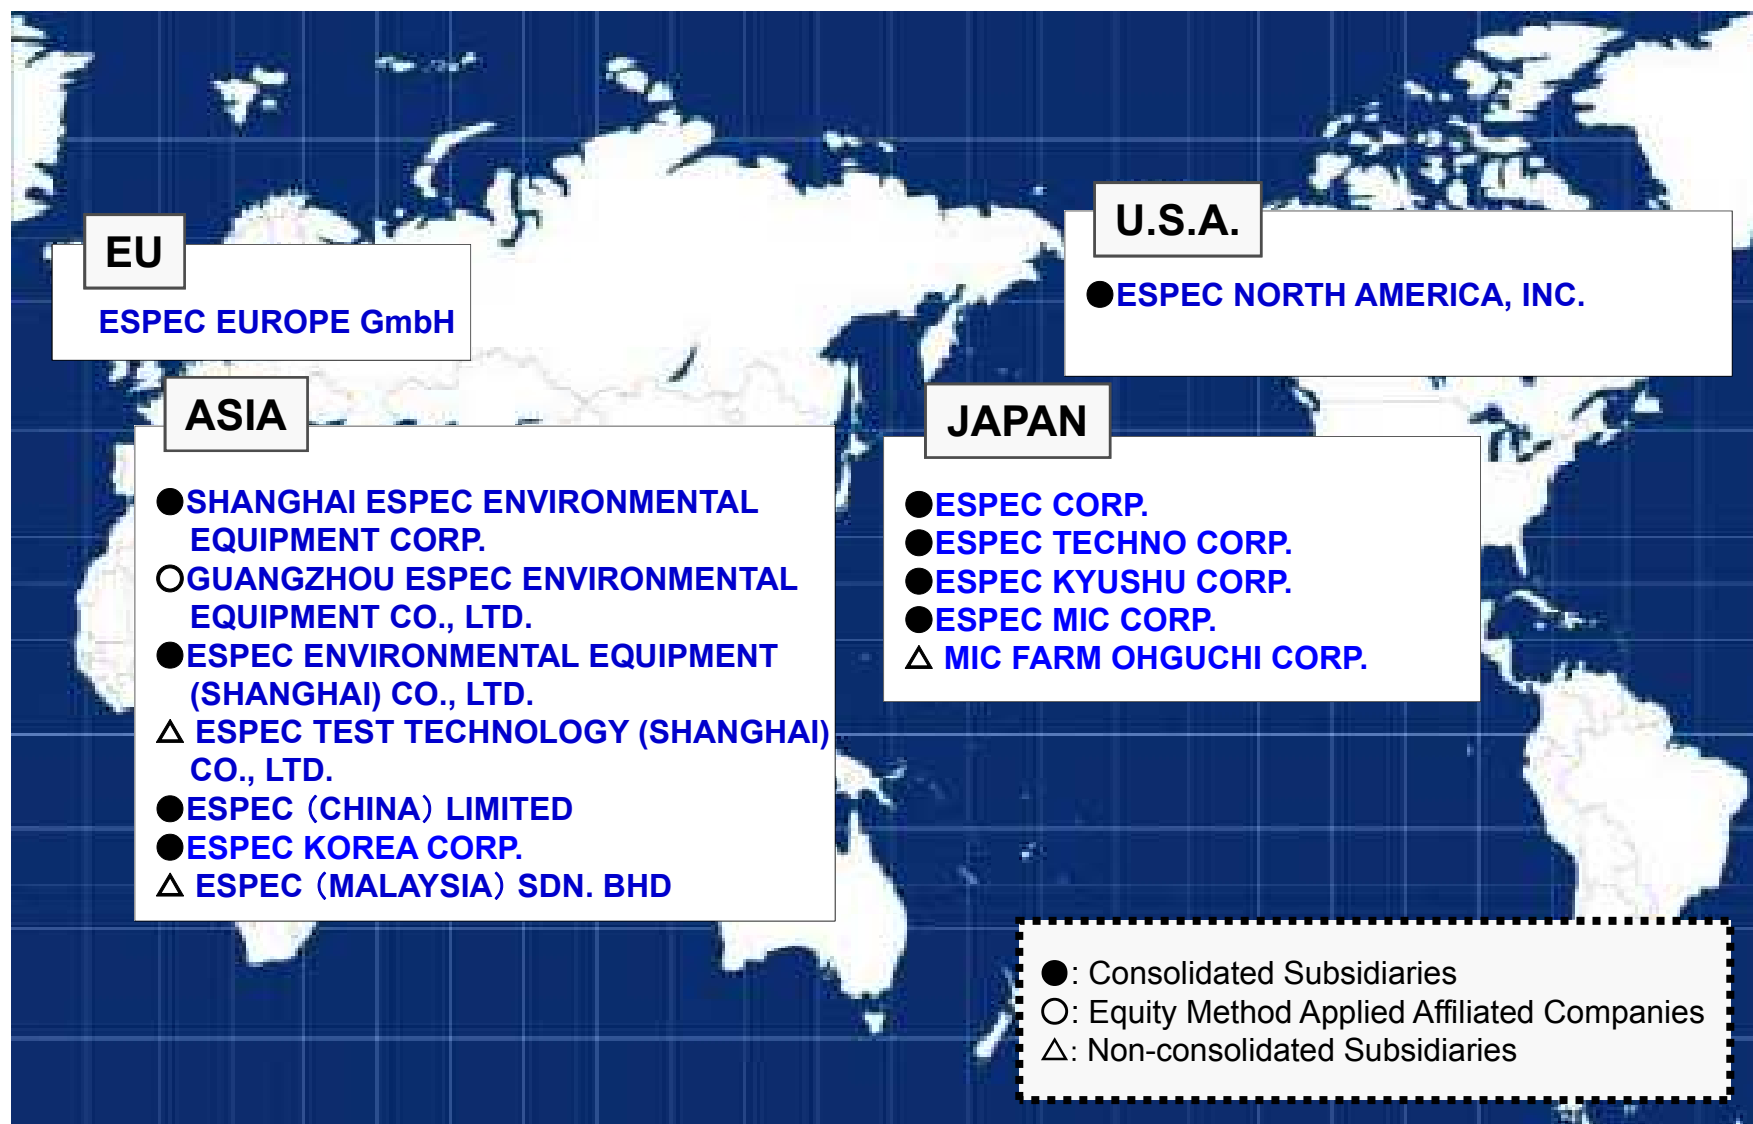 EU
ESPEC EUROPE GmbH
U.S.A.
●ESPEC NORTH AMERICA, INC.
ASIA
●SHANGHAI ESPEC ENVIRONMENTAL
EQUIPMENT CORP.
○GUANGZHOU ESPEC ENVIRONMENTAL
EQUIPMENT CO., LTD.
●ESPEC ENVIRONMENTAL EQUIPMENT
(SHANGHAI) CO., LTD.
△ ESPEC TEST TECHNOLOGY (SHANGHAI)
CO., LTD.
●ESPEC（CHINA）LIMITED
●ESPEC KOREA CORP.
△ ESPEC（MALAYSIA）SDN. BHD
JAPAN
●ESPEC CORP.
●ESPEC TECHNO CORP.
●ESPEC KYUSHU CORP.
●ESPEC MIC CORP.
△ MIC FARM OHGUCHI CORP.
●: Consolidated Subsidiaries
○: Equity Method Applied Affiliated Companies
△: Non-consolidated Subsidiaries